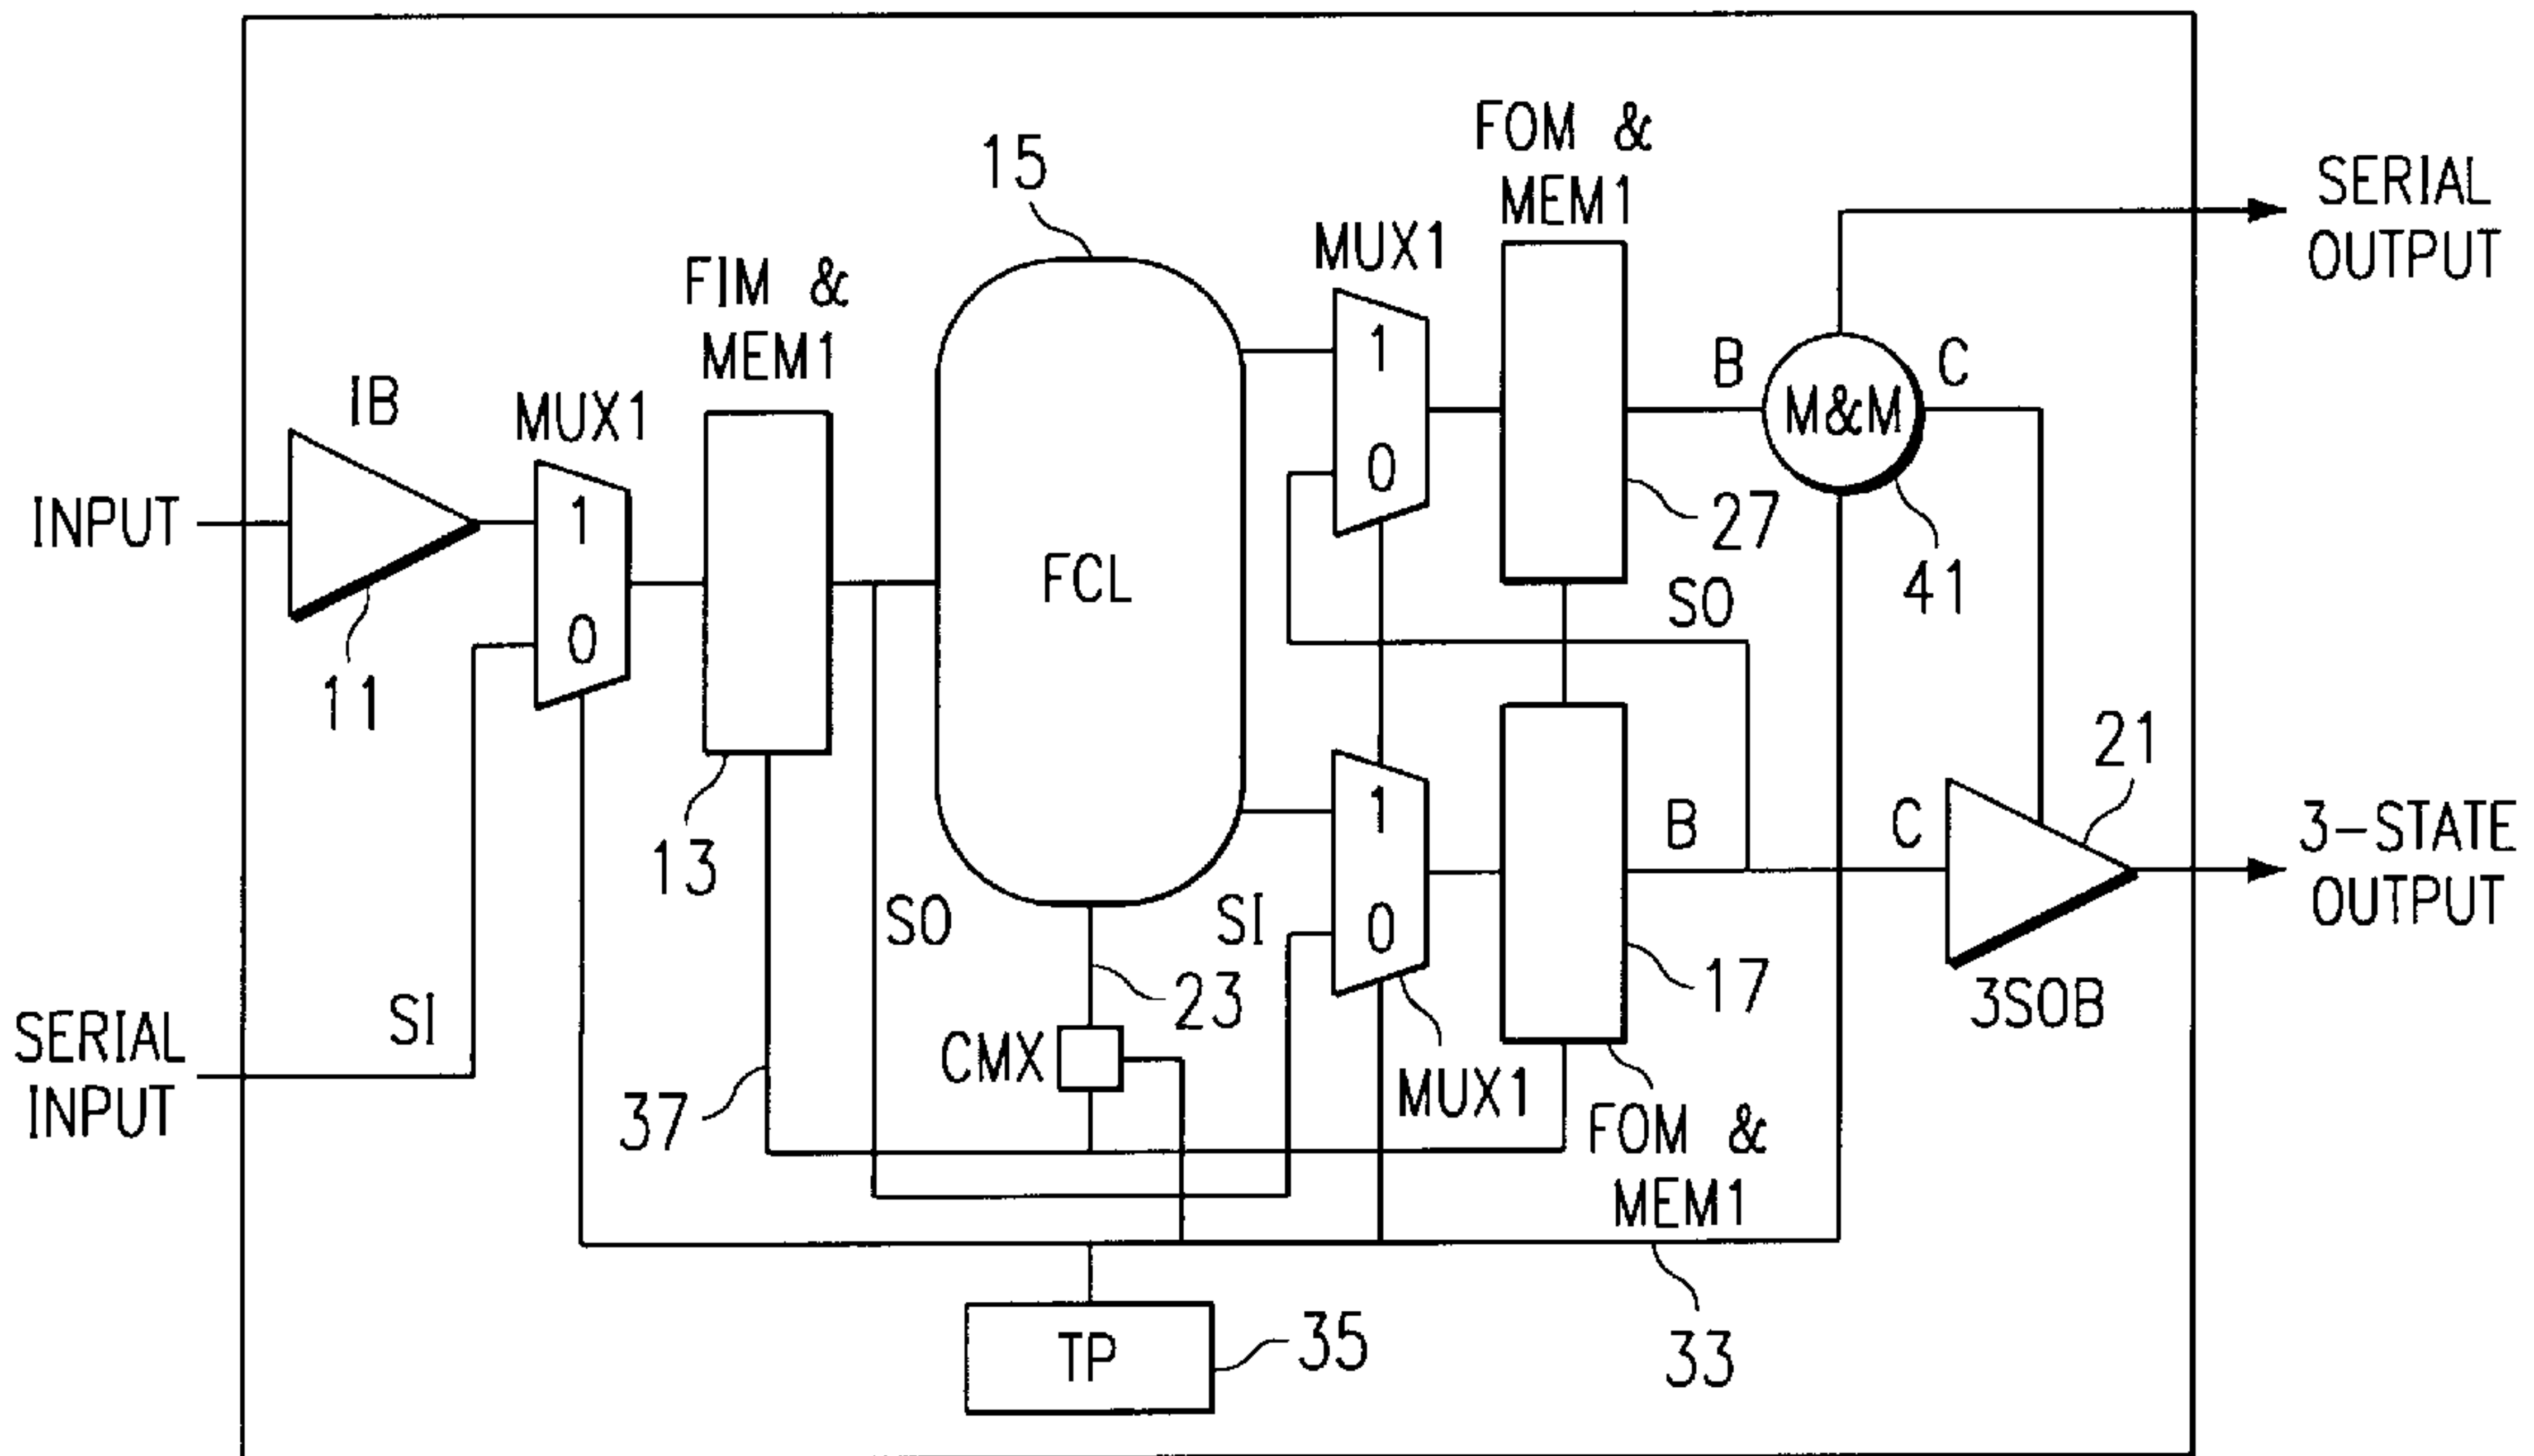 15
FOM &
MEM1
SERIAL
OUTPUT
MUX1
FIM &
MEM1
IB
MUX1
1
0
B
M&M
C
INPUT
1
0
FCL
27
41
SO
11
13
SO
SI
1
0
B
C
21
3-STATE
OUTPUT
17
3SOB
SI
23
SERIAL
INPUT
CMX
37
MUX1
FOM &
MEM1
TP
35
33